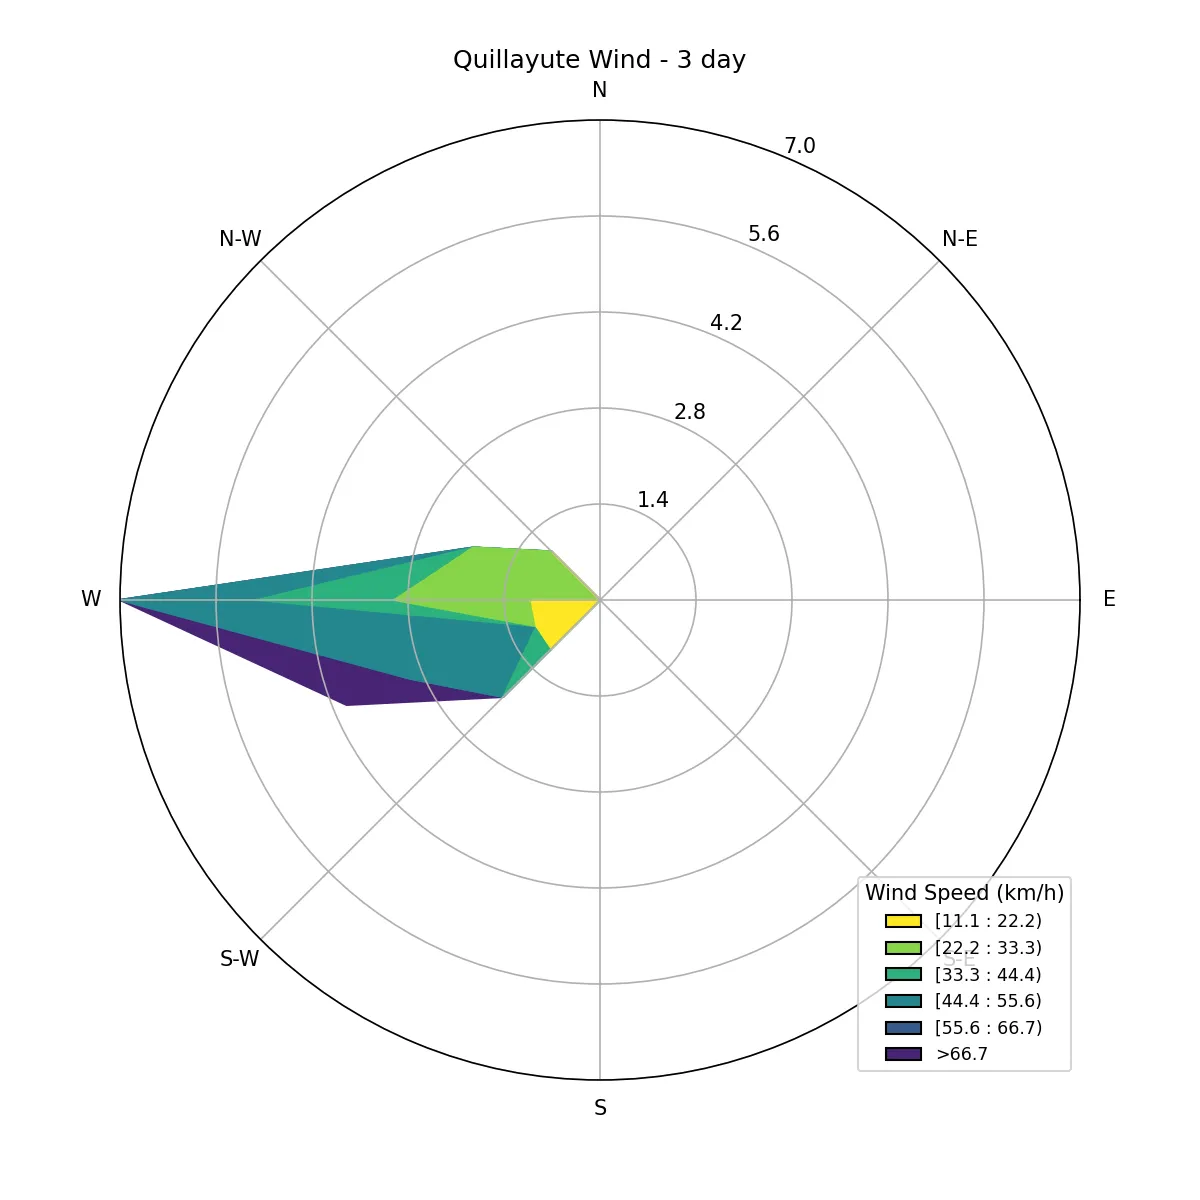 Quillayute Wind - 3 day
N
7.0
N-W
5.6
N-E
4.2
2.8
1.4
W
E
S-W
S-E
S
Wind Speed (km/h)
[11.1 : 22.2)
[22.2 : 33.3)
[33.3 : 44.4)
[44.4 : 55.6)
[55.6 : 66.7)
>66.7